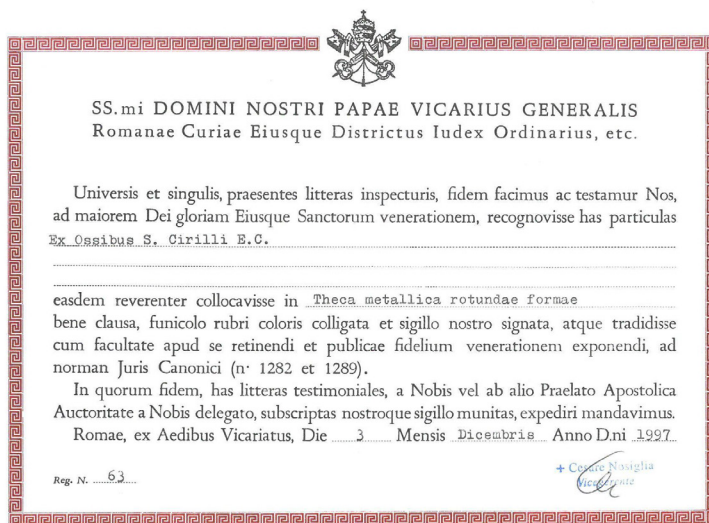 SS.mi DOMINI NOSTRI PAPAE VICARIUS GENERALIS
Romanae Curiae Eiusque Districtus Iudex Ordinarius, etc.
Universis et singulis, praesentes litteras inspecturis, fidem facimus ac testamur Nos,
ad maiorem Dei gloriam Eiusque Sanctorum venerationem, recognovisse has particulas
Ex Ossibus S. Cirilli E.C.
easdem reverenter collocavisse in Theca metallica rotundae formae
bene clausa, funicolo rubri coloris colligata et sigillo nostro signata, atque tradidisse
cum facultate apud se retinendi et publicae fidelium venerationem exponendi, ad
norman Juris Canonici (n· 1282 et 1289).
In quorum fidem, has litteras testimoniales, a Nobis vel ab alio Praelato Apostolica
Auctoritate a Nobis delegato, subscriptas nostroque sigillo munitas, expediri mandavimus.
Romae, ex Aedibus Vicariatus, Die 3 Mensis Dicembris Anno D.ni 1997
Reg. N. 63
+ Cesare Nosiglia
Vicegerente